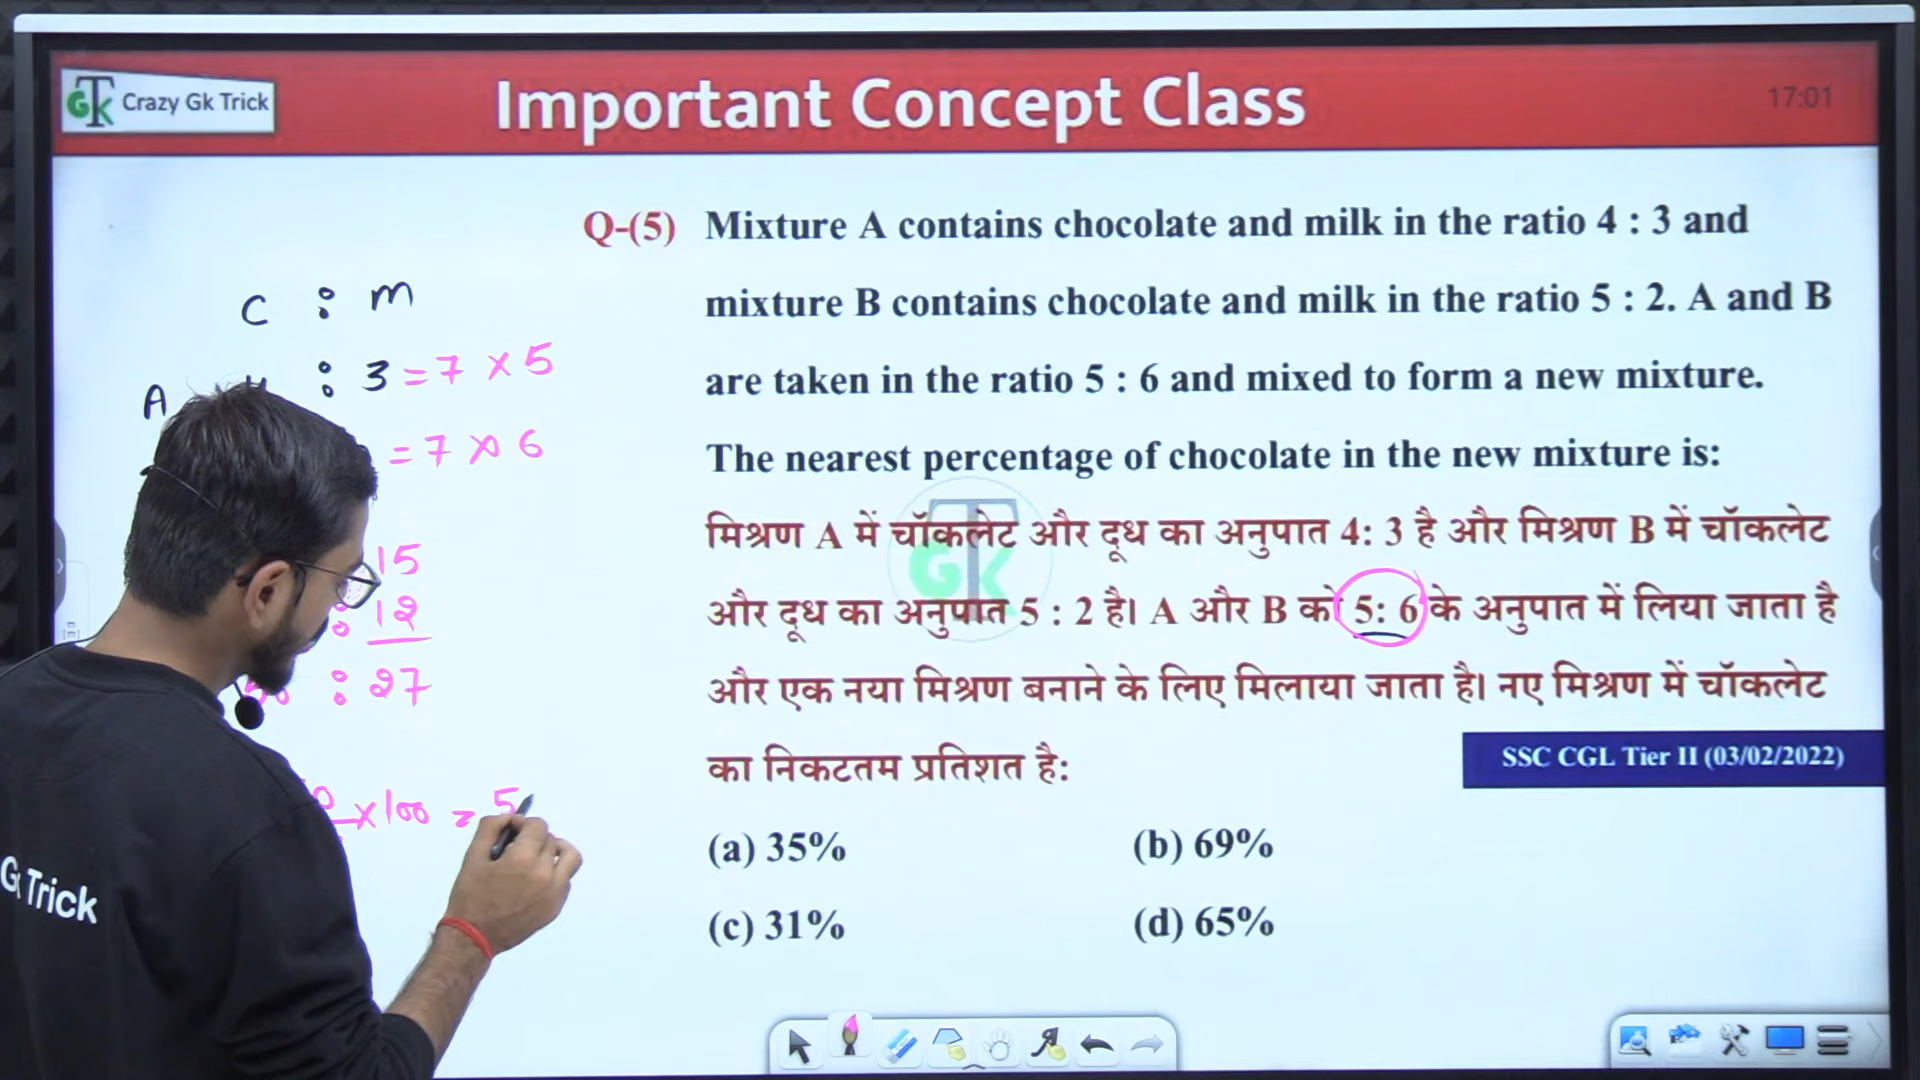 Crazy Gk Trick
Important Concept Class
17:01
Q-(5) Mixture A contains chocolate and milk in the ratio 4 : 3 and
mixture B contains chocolate and milk in the ratio 5 : 2. A and B
are taken in the ratio 5 : 6 and mixed to form a new mixture.
The nearest percentage of chocolate in the new mixture is:
मिश्रण A में चॉकलेट और दूध का अनुपात 4: 3 है और मिश्रण B में चॉकलेट
और दूध का अनुपात 5 : 2 है। A और B को 5: 6 के अनुपात में लिया जाता है
और एक नया मिश्रण बनाने के लिए मिलाया जाता है। नए मिश्रण में चॉकलेट
का निकटतम प्रतिशत है:
SSC CGL Tier II (03/02/2022)
(a) 35% (b) 69%
(c) 31% (d) 65%
C : m
A : 3 = 7 × 5
= 7 × 6
15
: 12
: 27
×100 = 5
Trick